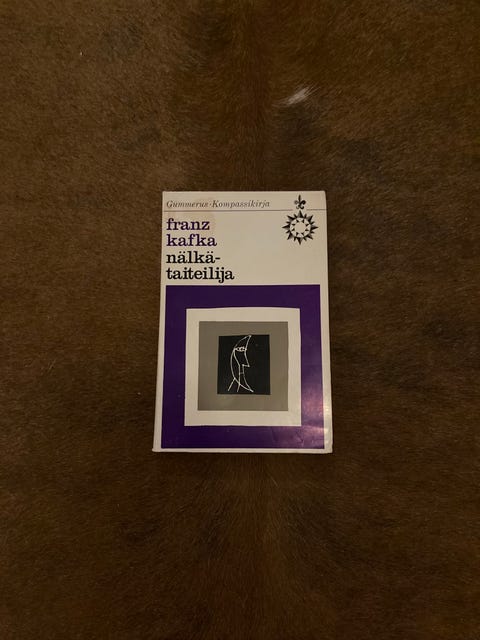 Gummerus · Kompassikirja
franz
kafka
nälkä-
taiteilija